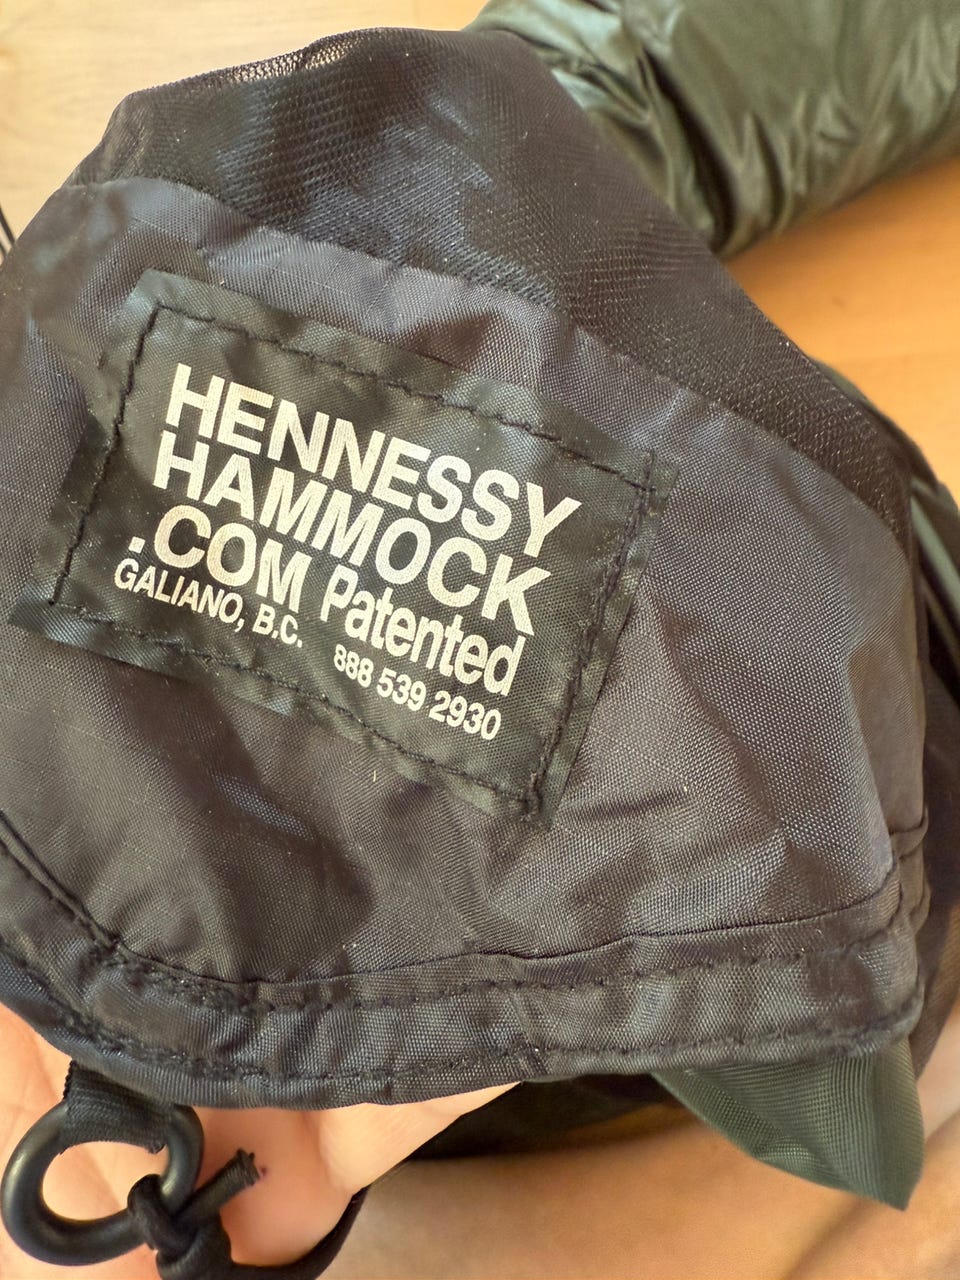 HENNESSY
HAMMOCK
.COM Patented
GALIANO, B.C. 888 539 2930